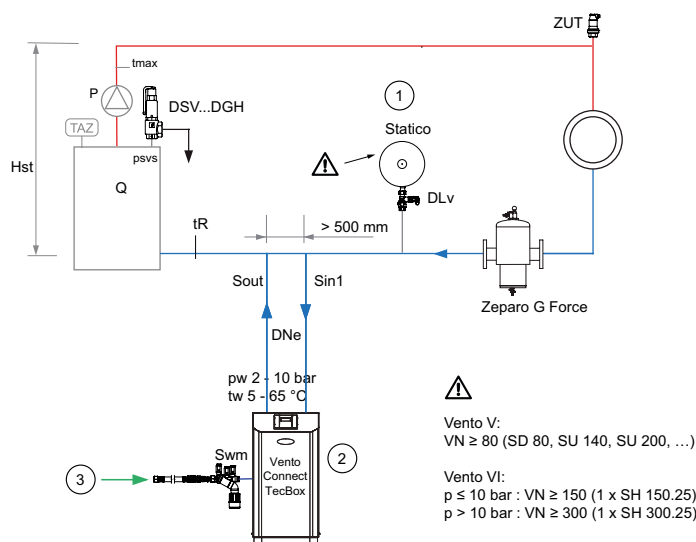 ZUT
tmax
P
DSV...DGH
1
TAZ
Statico
psvs
Hst
Q
DLv
tR
> 500 mm
Sout
Sin1
Zeparo G Force
DNe
pw 2 - 10 bar
tw 5 - 65 °C
Vento V:
VN ≥ 80 (SD 80, SU 140, SU 200, …)
Swm
Vento
Connect
TecBox
2
3
Vento VI:
p ≤ 10 bar : VN ≥ 150 (1 x SH 150.25)
p > 10 bar : VN ≥ 300 (1 x SH 300.25)